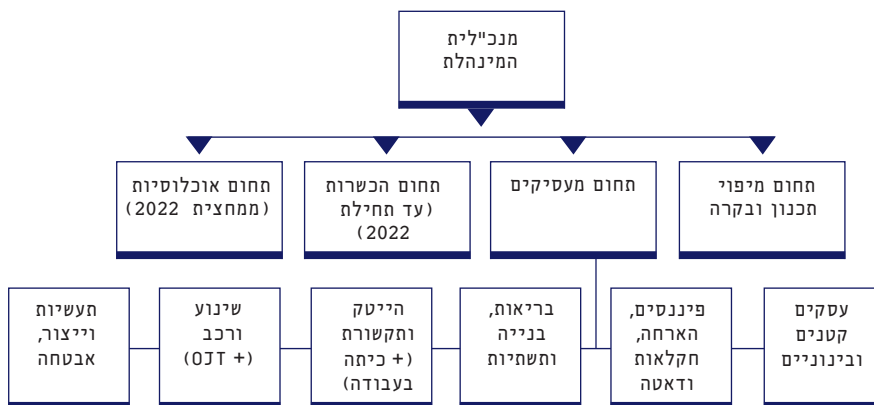 מנכ"לית
המינהלת
תחום מיפוי
תכנון ובקרה
תחום מעסיקים
תחום הכשרות
(עד תחילת
2022)
תחום אוכלוסיות
(ממחצית 2022)
עסקים
קטנים
ובינוניים
פיננסים,
הארחה,
חקלאות
ודאטה
בריאות,
בנייה
ותשתיות
הייטק
ותקשורת
(+ כיתה
בעבודה)
שינוע
ורכב
(+ OJT)
תעשיות
וייצור,
אבטחה